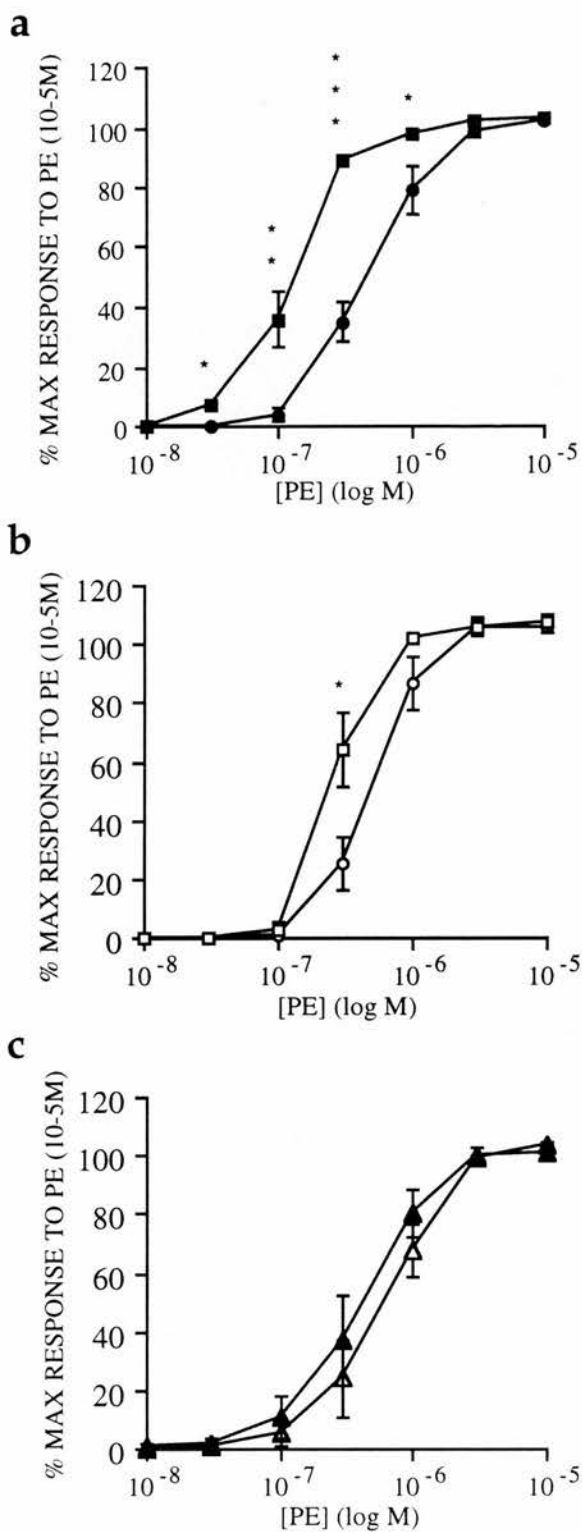 a
% MAX RESPONSE TO PE (10-5M)
120
100
80
60
40
20
0
* * *
*
* *
*
10-8 10-7 10-6 10-5
[PE] (log M)
b
% MAX RESPONSE TO PE (10-5M)
120
100
80
60
40
20
0
*
10-8 10-7 10-6 10-5
[PE] (log M)
c
% MAX RESPONSE TO PE (10-5M)
120
100
80
60
40
20
0
10-8 10-7 10-6 10-5
[PE] (log M)